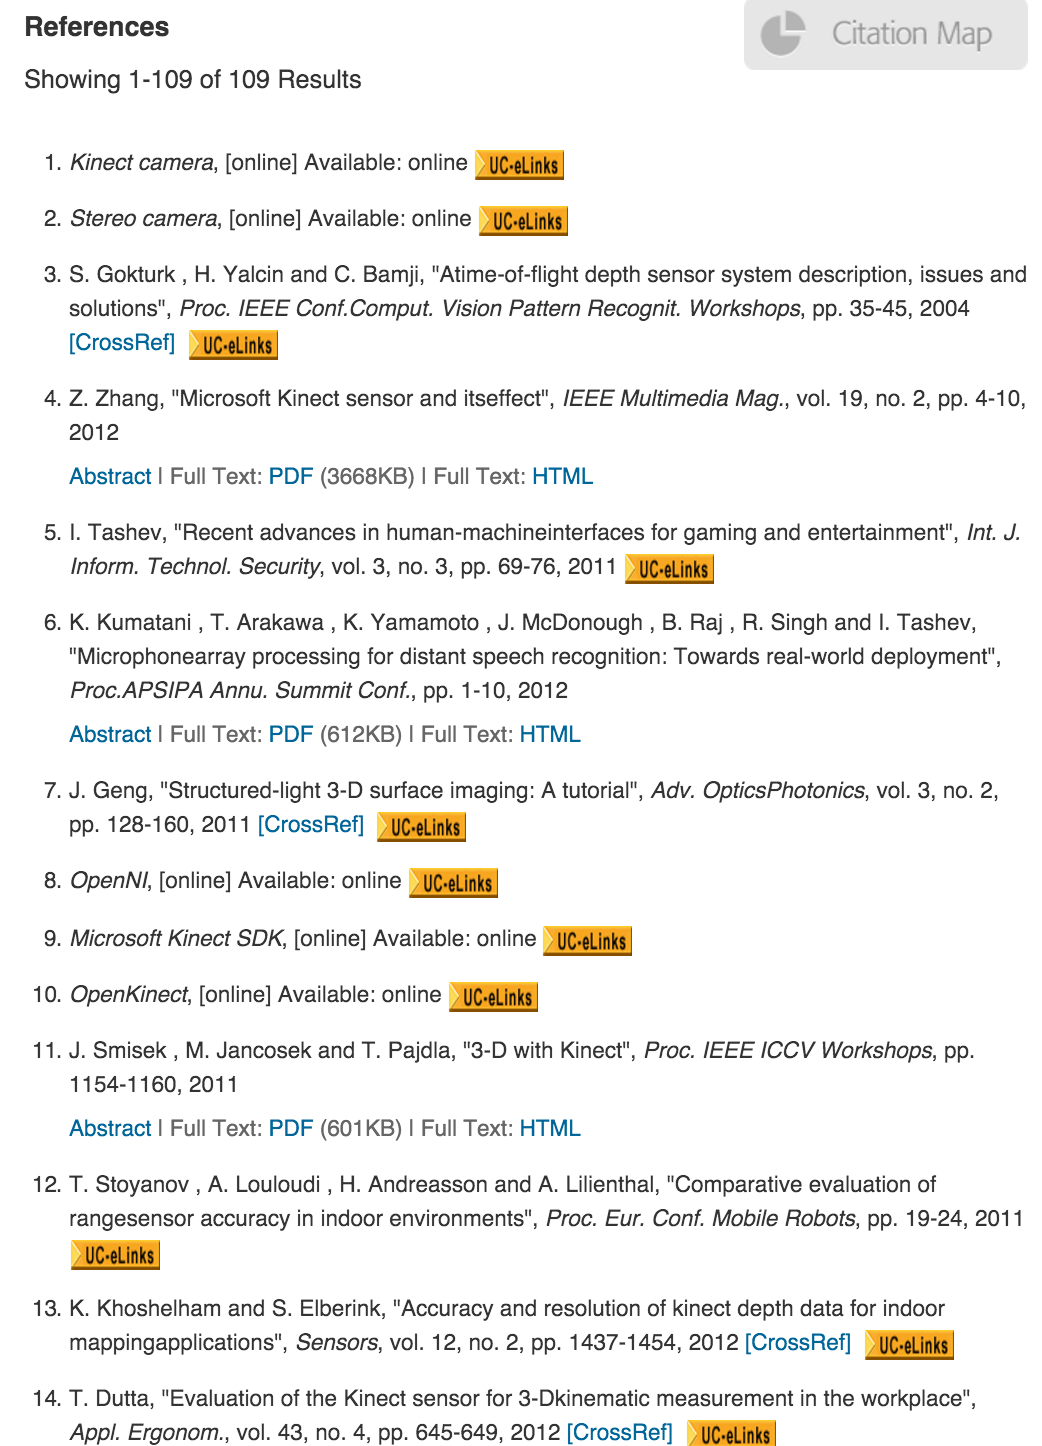 References
Citation Map
Showing 1-109 of 109 Results
1. Kinect camera, [online] Available: online UC-eLinks
2. Stereo camera, [online] Available: online UC-eLinks
3. S. Gokturk , H. Yalcin and C. Bamji, "Atime-of-flight depth sensor system description, issues and
solutions", Proc. IEEE Conf.Comput. Vision Pattern Recognit. Workshops, pp. 35-45, 2004
[CrossRef] UC-eLinks
4. Z. Zhang, "Microsoft Kinect sensor and itseffect", IEEE Multimedia Mag., vol. 19, no. 2, pp. 4-10,
2012
Abstract | Full Text: PDF (3668KB) | Full Text: HTML
5. I. Tashev, "Recent advances in human-machineinterfaces for gaming and entertainment", Int. J.
Inform. Technol. Security, vol. 3, no. 3, pp. 69-76, 2011 UC-eLinks
6. K. Kumatani , T. Arakawa , K. Yamamoto , J. McDonough , B. Raj , R. Singh and I. Tashev,
"Microphonearray processing for distant speech recognition: Towards real-world deployment",
Proc.APSIPA Annu. Summit Conf., pp. 1-10, 2012
Abstract | Full Text: PDF (612KB) | Full Text: HTML
7. J. Geng, "Structured-light 3-D surface imaging: A tutorial", Adv. OpticsPhotonics, vol. 3, no. 2,
pp. 128-160, 2011 [CrossRef] UC-eLinks
8. OpenNI, [online] Available: online UC-eLinks
9. Microsoft Kinect SDK, [online] Available: online UC-eLinks
10. OpenKinect, [online] Available: online UC-eLinks
11. J. Smisek , M. Jancosek and T. Pajdla, "3-D with Kinect", Proc. IEEE ICCV Workshops, pp.
1154-1160, 2011
Abstract | Full Text: PDF (601KB) | Full Text: HTML
12. T. Stoyanov , A. Louloudi , H. Andreasson and A. Lilienthal, "Comparative evaluation of
rangesensor accuracy in indoor environments", Proc. Eur. Conf. Mobile Robots, pp. 19-24, 2011
UC-eLinks
13. K. Khoshelham and S. Elberink, "Accuracy and resolution of kinect depth data for indoor
mappingapplications", Sensors, vol. 12, no. 2, pp. 1437-1454, 2012 [CrossRef] UC-eLinks
14. T. Dutta, "Evaluation of the Kinect sensor for 3-Dkinematic measurement in the workplace",
Appl. Ergonom., vol. 43, no. 4, pp. 645-649, 2012 [CrossRef] UC-eLinks